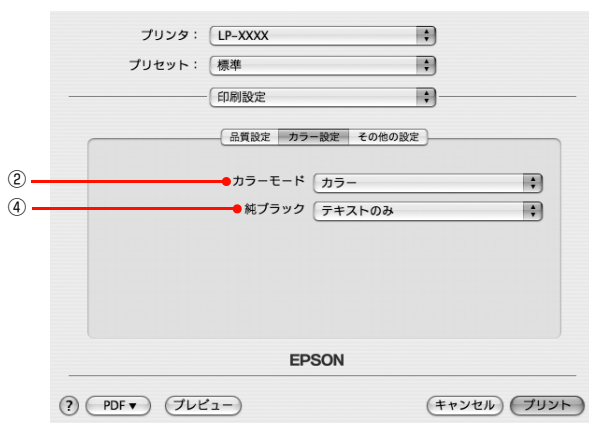 プリンタ： LP-XXXX
プリセット： 標準
印刷設定
品質設定 カラー設定 その他の設定
② カラーモード カラー
④ 純ブラック テキストのみ
EPSON
? PDF▼ プレビュー キャンセル プリント